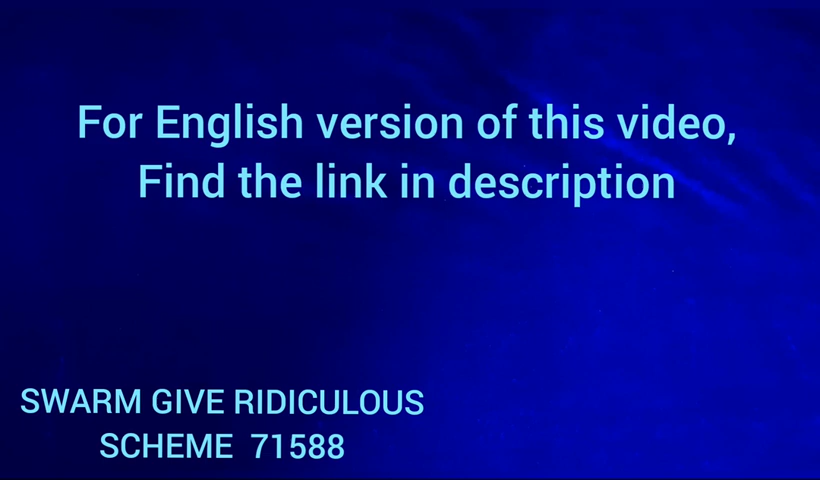 For English version of this video,
Find the link in description
SWARM GIVE RIDICULOUS
SCHEME 71588